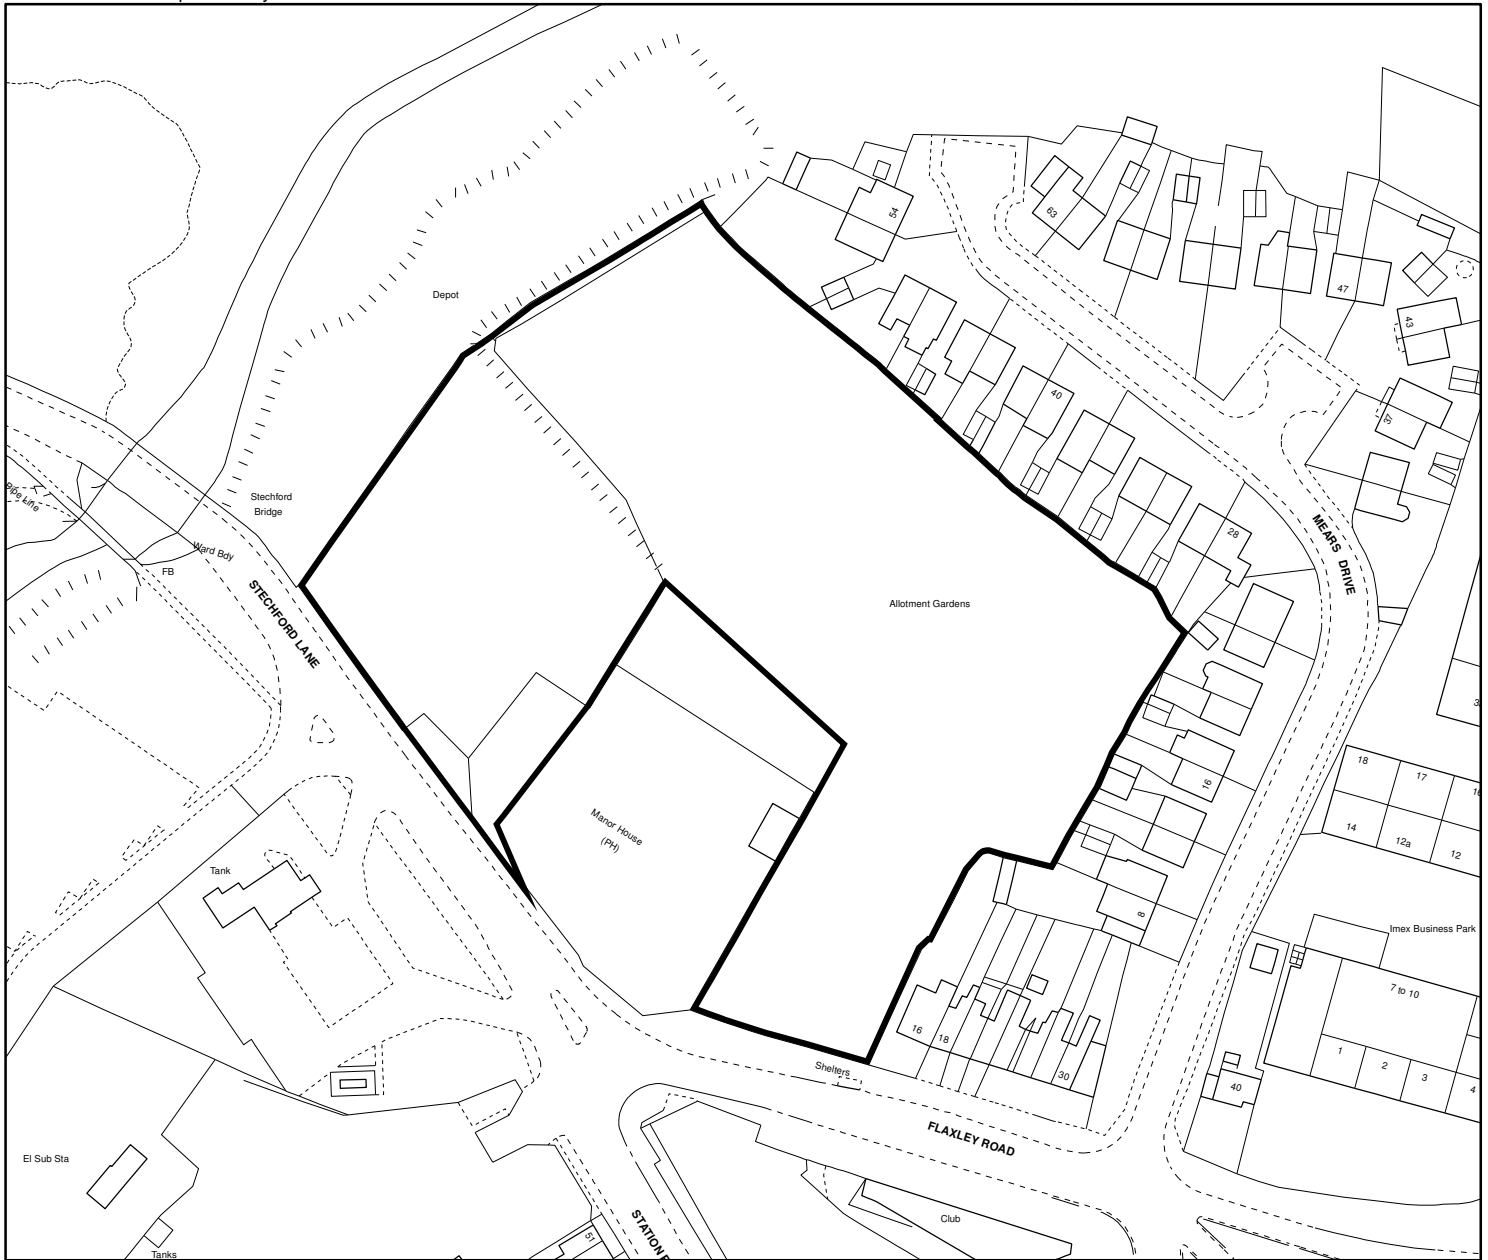 54
63
47
43
37
Depot
40
Stechford
Bridge
Pipe Line
Ward Bdy
FB
28
MEARS DRIVE
STECHFORD LANE
Allotment Gardens
Manor House
(PH)
16
18
17
14
12a
12
Tank
8
Imex Business Park
7 to 10
1
2
3
4
16
18
30
40
Shelters
FLAXLEY ROAD
El Sub Sta
Tanks
51
Club